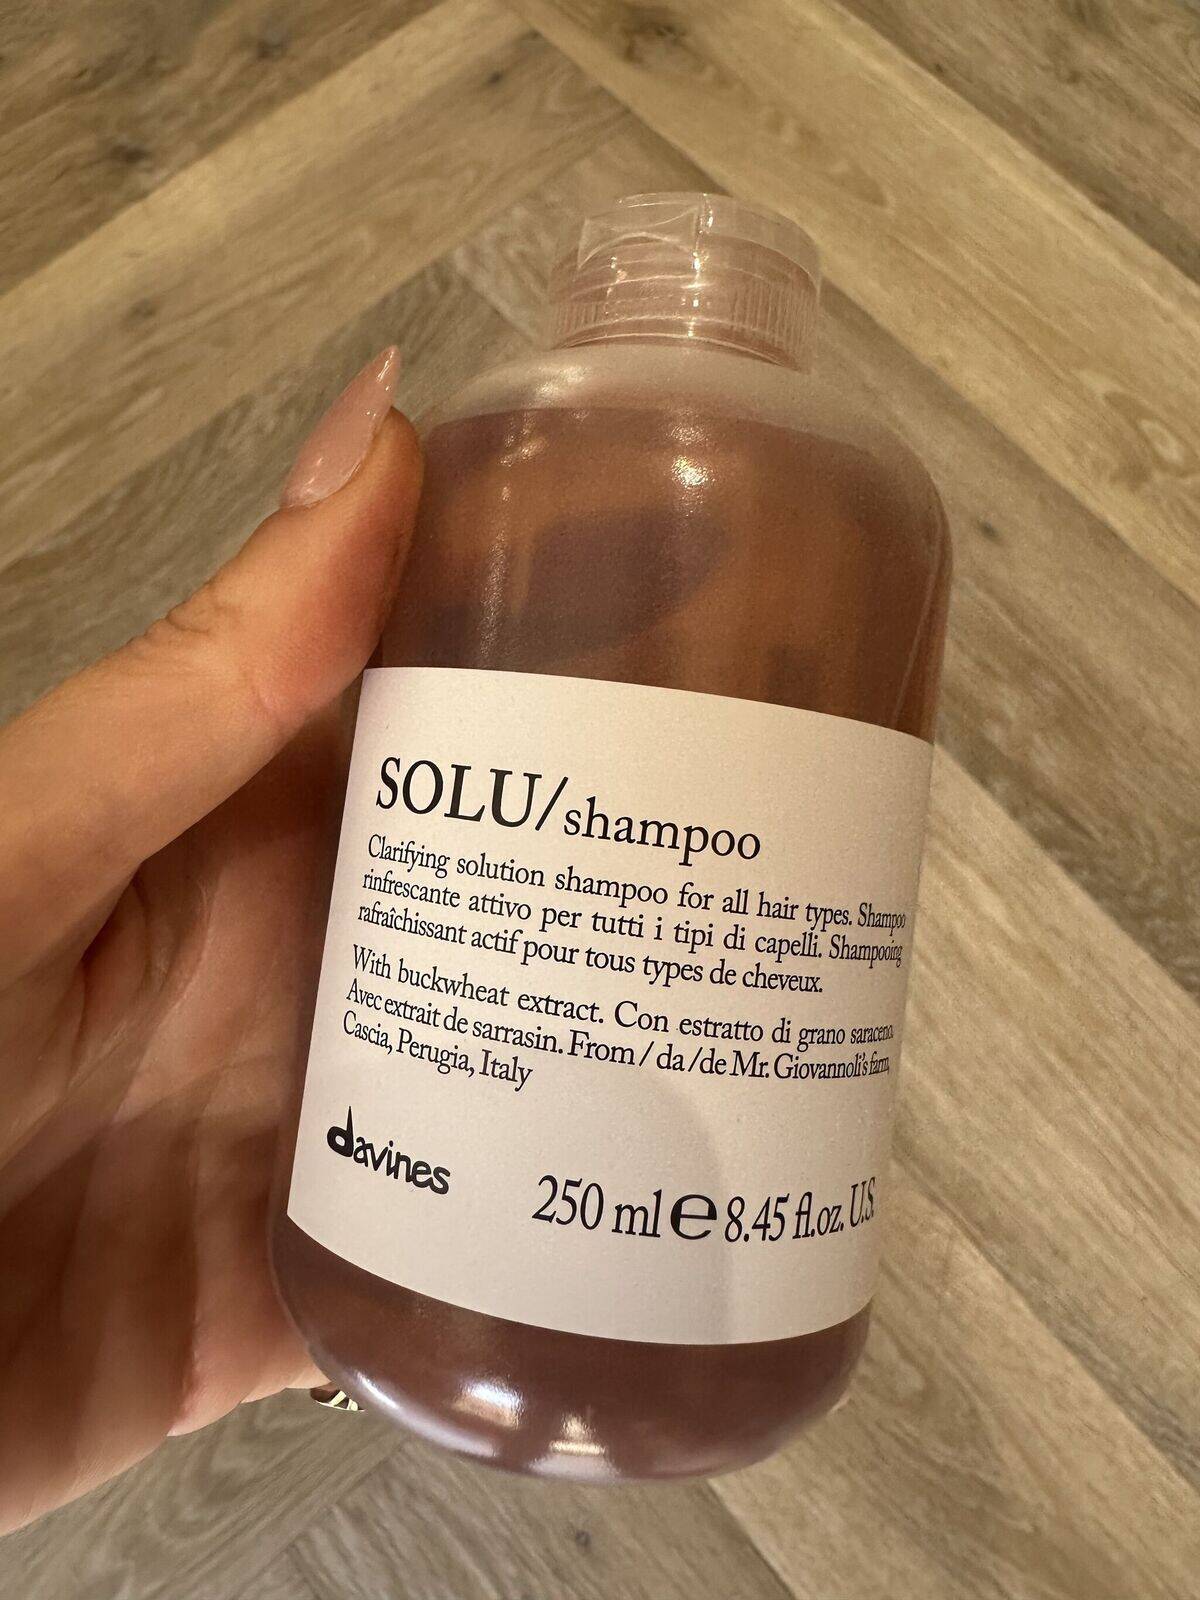 SOLU/shampoo
Clarifying solution shampoo for all hair types. Shampoo
rinfrescante attivo per tutti i tipi di capelli. Shampooing
rafraîchissant actif pour tous types de cheveux.
With buckwheat extract. Con estratto di grano saraceno.
Avec extrait de sarrasin. From / da /de Mr. Giovannoli's farm,
Cascia, Perugia, Italy
davines
250 ml ℮ 8.45 fl.oz. U.S.